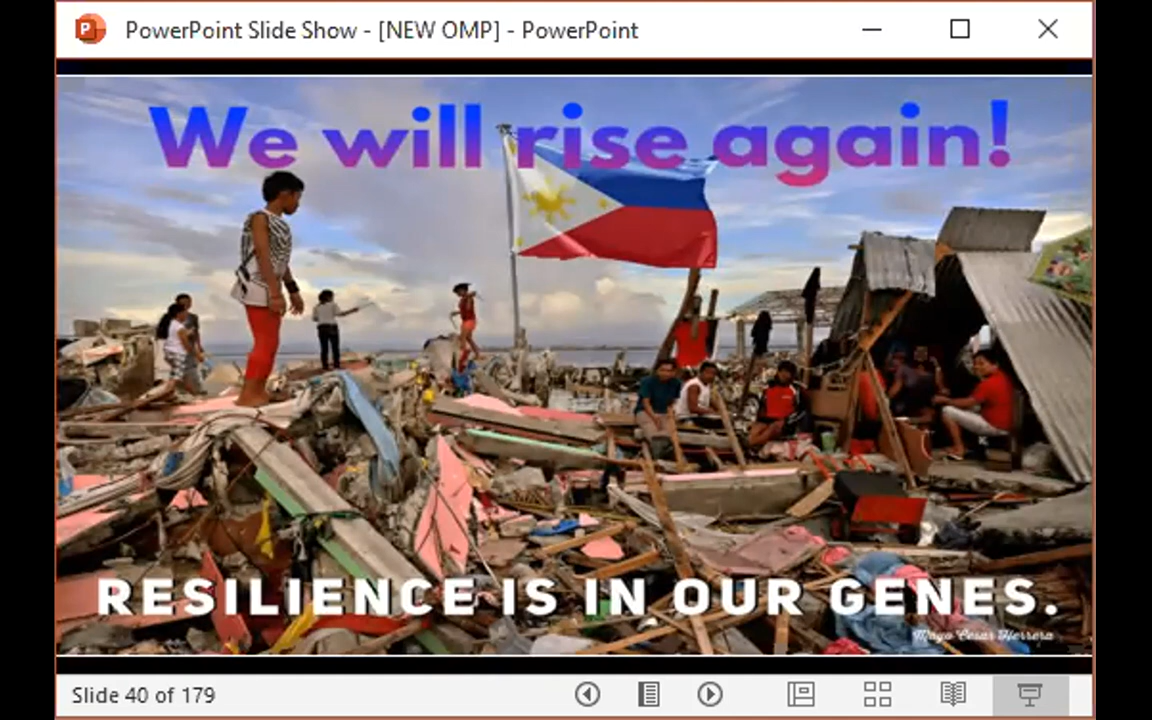 PowerPoint Slide Show - [NEW OMP] - PowerPoint
We will rise again!
RESILIENCE IS IN OUR GENES.
Mayo Cesar Herrera
Slide 40 of 179